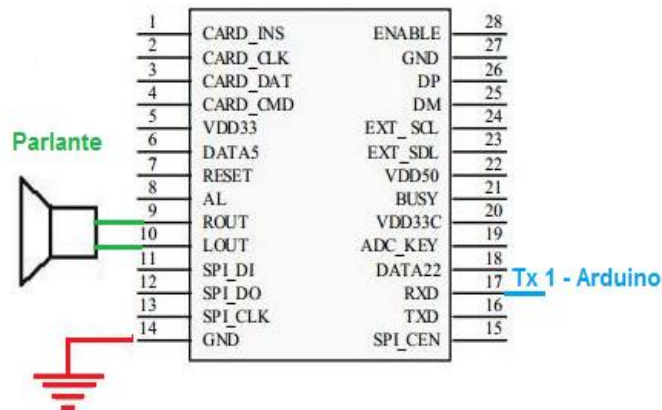 1 CARD_INS ENABLE 28
2 CARD_CLK GND 27
3 CARD_DAT DP 26
4 CARD_CMD DM 25
5 VDD33 EXT_SCL 24
Parlante
6 DATA5 EXT_SDL 23
7 RESET VDD50 22
8 AL BUSY 21
9 ROUT VDD33C 20
10 LOUT ADC_KEY 19
11 SPI_DI DATA22 18
12 SPI_DO RXD 17 Tx 1 - Arduino
13 SPI_CLK TXD 16
14 GND SPI_CEN 15